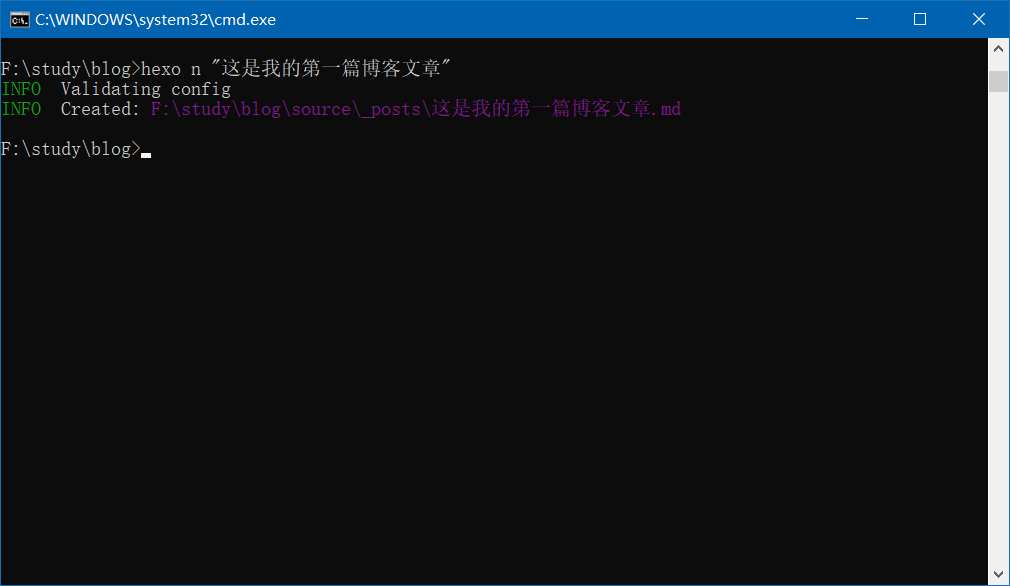 C:\WINDOWS\system32\cmd.exe
F:\study\blog>hexo n "这是我的第一篇博客文章"
INFO  Validating config
INFO  Created: F:\study\blog\source\_posts\这是我的第一篇博客文章.md
F:\study\blog>